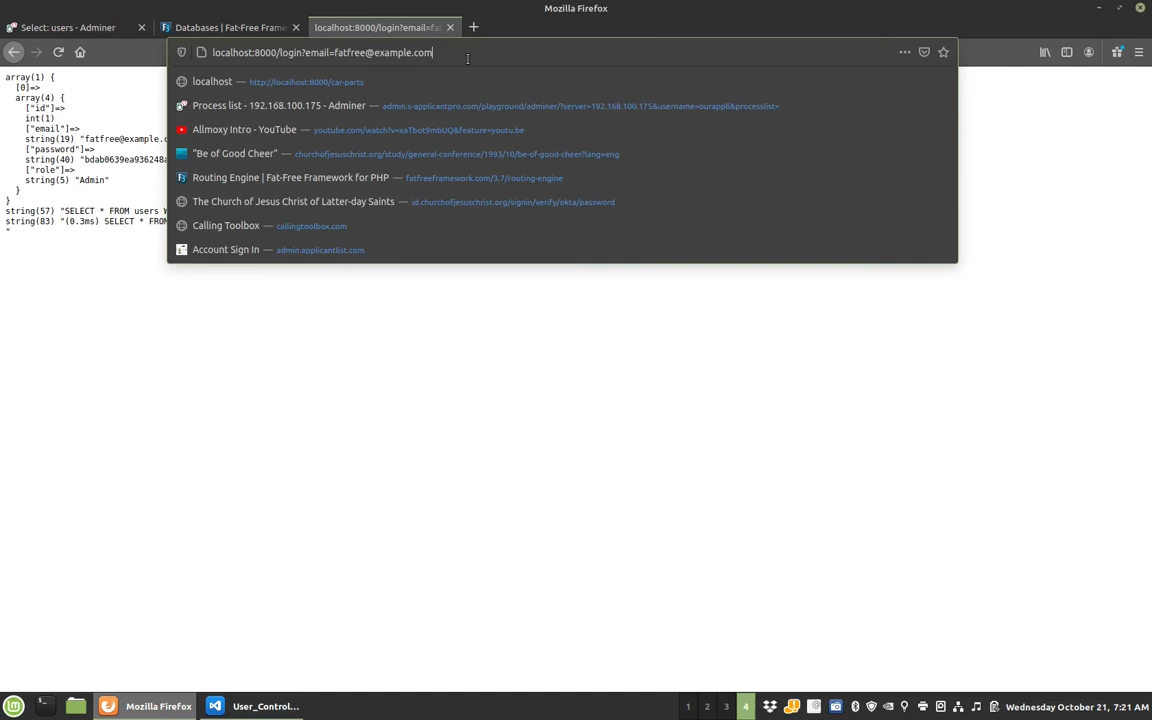 Mozilla Firefox
Select: users - Adminer
Databases | Fat-Free Frame
localhost:8000/login?email=fa
localhost:8000/login?email=fatfree@example.com
localhost — http://localhost:8000/car-parts
Process list - 192.168.100.175 - Adminer — admin.s-applicantpro.com/playground/adminer/?server=192.168.100.175&username=ourappli&processlist=
Allmoxy Intro - YouTube — youtube.com/watch?v=xaTbot9mbUQ&feature=youtu.be
"Be of Good Cheer" — churchofjesuschrist.org/study/general-conference/1993/10/be-of-good-cheer?lang=eng
Routing Engine | Fat-Free Framework for PHP — fatfreeframework.com/3.7/routing-engine
The Church of Jesus Christ of Latter-day Saints — id.churchofjesuschrist.org/signin/verify/okta/password
Calling Toolbox — callingtoolbox.com
Account Sign In — admin.applicantlist.com
array(1) {
[0]=>
array(4) {
["id"]=>
int(1)
["email"]=>
string(19) "fatfree@example.c
["password"]=>
string(40) "bdab0639ea936248a
["role"]=>
string(5) "Admin"
}
}
string(57) "SELECT * FROM users W
string(83) "(0.3ms) SELECT * FROM
"
Firefox
Mozilla Firefox
User_Control...
1 2 3 4
Wednesday October 21, 7:21 AM